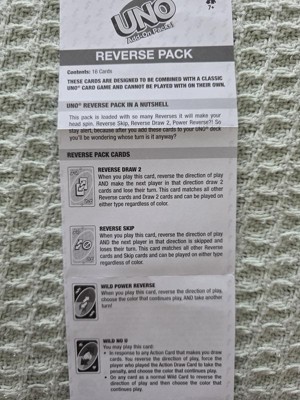 UNO
Add-On Packs!
7+
REVERSE PACK
Contents: 16 Cards
THESE CARDS ARE DESIGNED TO BE COMBINED WITH A CLASSIC
UNO® CARD GAME AND CANNOT BE PLAYED WITH ON THEIR OWN.
UNO® REVERSE PACK IN A NUTSHELL
This pack is loaded with so many Reverses it will make your
head spin. Reverse Skip, Reverse Draw 2, Power Reverse?! So
stay alert, because after you add these cards to your UNO® deck
you'll be wondering whose turn is it anyway?
REVERSE PACK CARDS
REVERSE DRAW 2
When you play this card, reverse the direction of play
AND make the next player in that direction draw 2
cards and lose their turn. This card matches all other
Reverse cards and Draw 2 cards and can be played on
either type regardless of color.
REVERSE SKIP
When you play this card, reverse the direction of play
AND the next player in that direction is skipped and
loses their turn. This card matches all other Reverse
cards and Skip cards and can be played on either type
regardless of color.
WILD POWER REVERSE
When you play this card, reverse the direction of play,
choose the color that continues play, AND take another
turn!
WILD NO U
You may play this card:
• In response to any Action Card that makes you draw
cards. You reverse the direction of play, force the
player who played the Action Draw Card to take the
penalty, and choose the color that continues play.
• On any card as a normal Wild Card to reverse the
direction of play and then choose the color that
continues play.